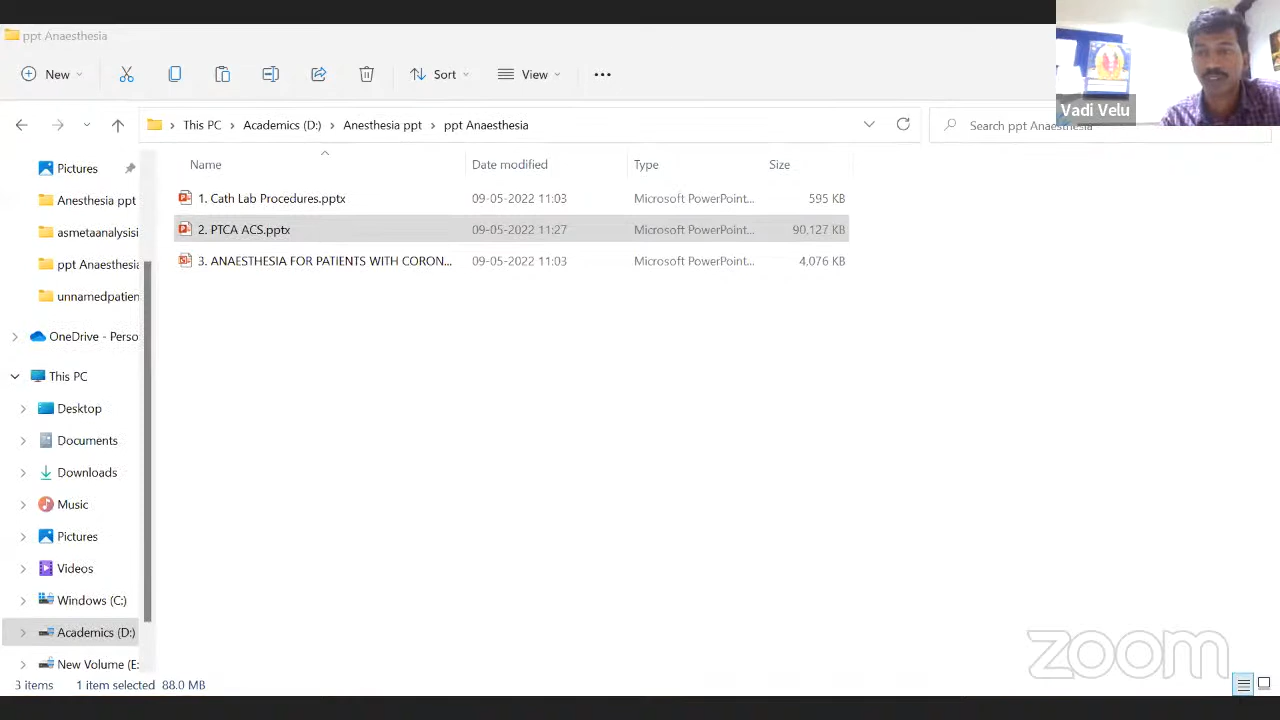 ppt Anaesthesia
New
Sort
View
Vadi Velu
This PC
Academics (D:)
Anesthesia ppt
ppt Anaesthesia
Search ppt Anaesthesia
Name
Date modified
Type
Size
1. Cath Lab Procedures.pptx
09-05-2022 11:03
Microsoft PowerPoint...
595 KB
2. PTCA ACS.pptx
09-05-2022 11:27
Microsoft PowerPoint...
90,127 KB
3. ANAESTHESIA FOR PATIENTS WITH CORON...
09-05-2022 11:03
Microsoft PowerPoint...
4,076 KB
Pictures
Anesthesia ppt
asmetaanalysisi
ppt Anaesthesia
unnamedpatien
OneDrive - Perso
This PC
Desktop
Documents
Downloads
Music
Pictures
Videos
Windows (C:)
Academics (D:)
New Volume (E:
3 items
1 item selected
88.0 MB
zoom